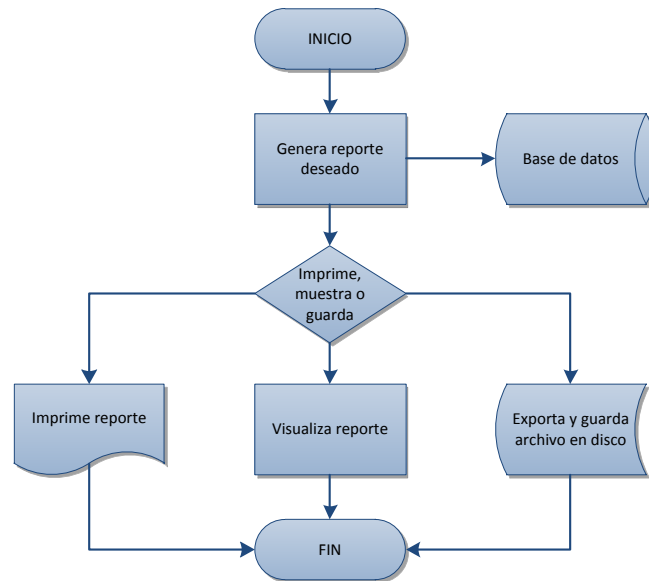 INICIO
Genera reporte
deseado
Base de datos
Imprime,
muestra o
guarda
Imprime reporte
Visualiza reporte
Exporta y guarda
archivo en disco
FIN